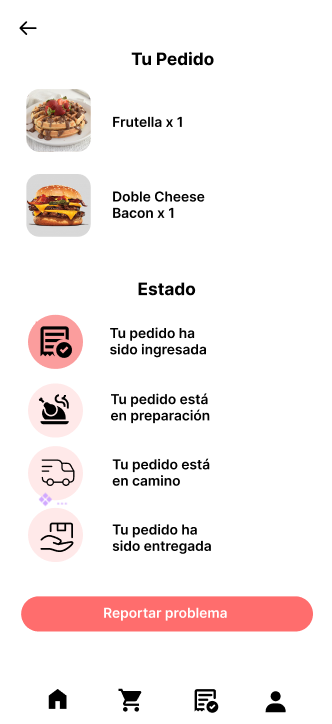 Tu Pedido
Frutella x 1
Doble Cheese
Bacon x 1
Estado
Tu pedido ha
sido ingresada
Tu pedido está
en preparación
Tu pedido está
en camino
Tu pedido ha
sido entregada
Reportar problema